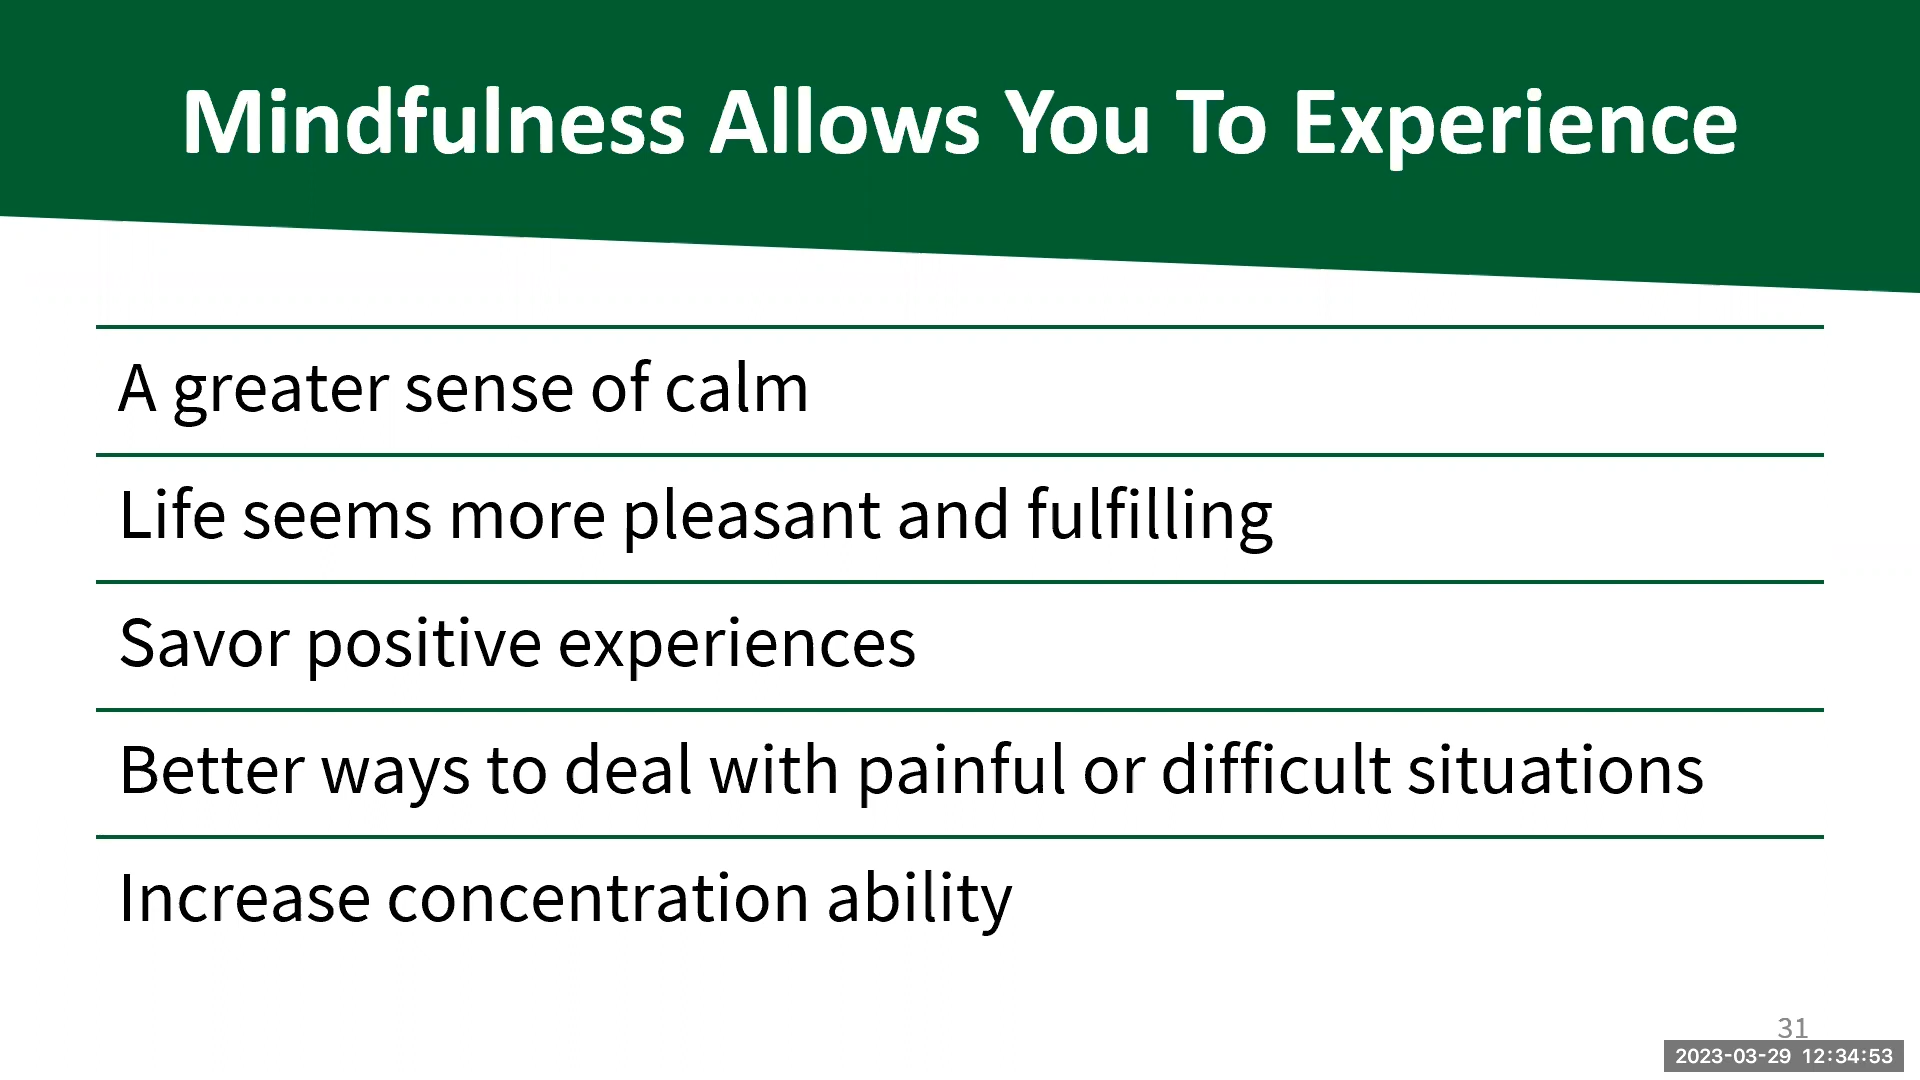 Mindfulness Allows You To Experience
A greater sense of calm
Life seems more pleasant and fulfilling
Savor positive experiences
Better ways to deal with painful or difficult situations
Increase concentration ability
31
2023-03-29 12:34:53